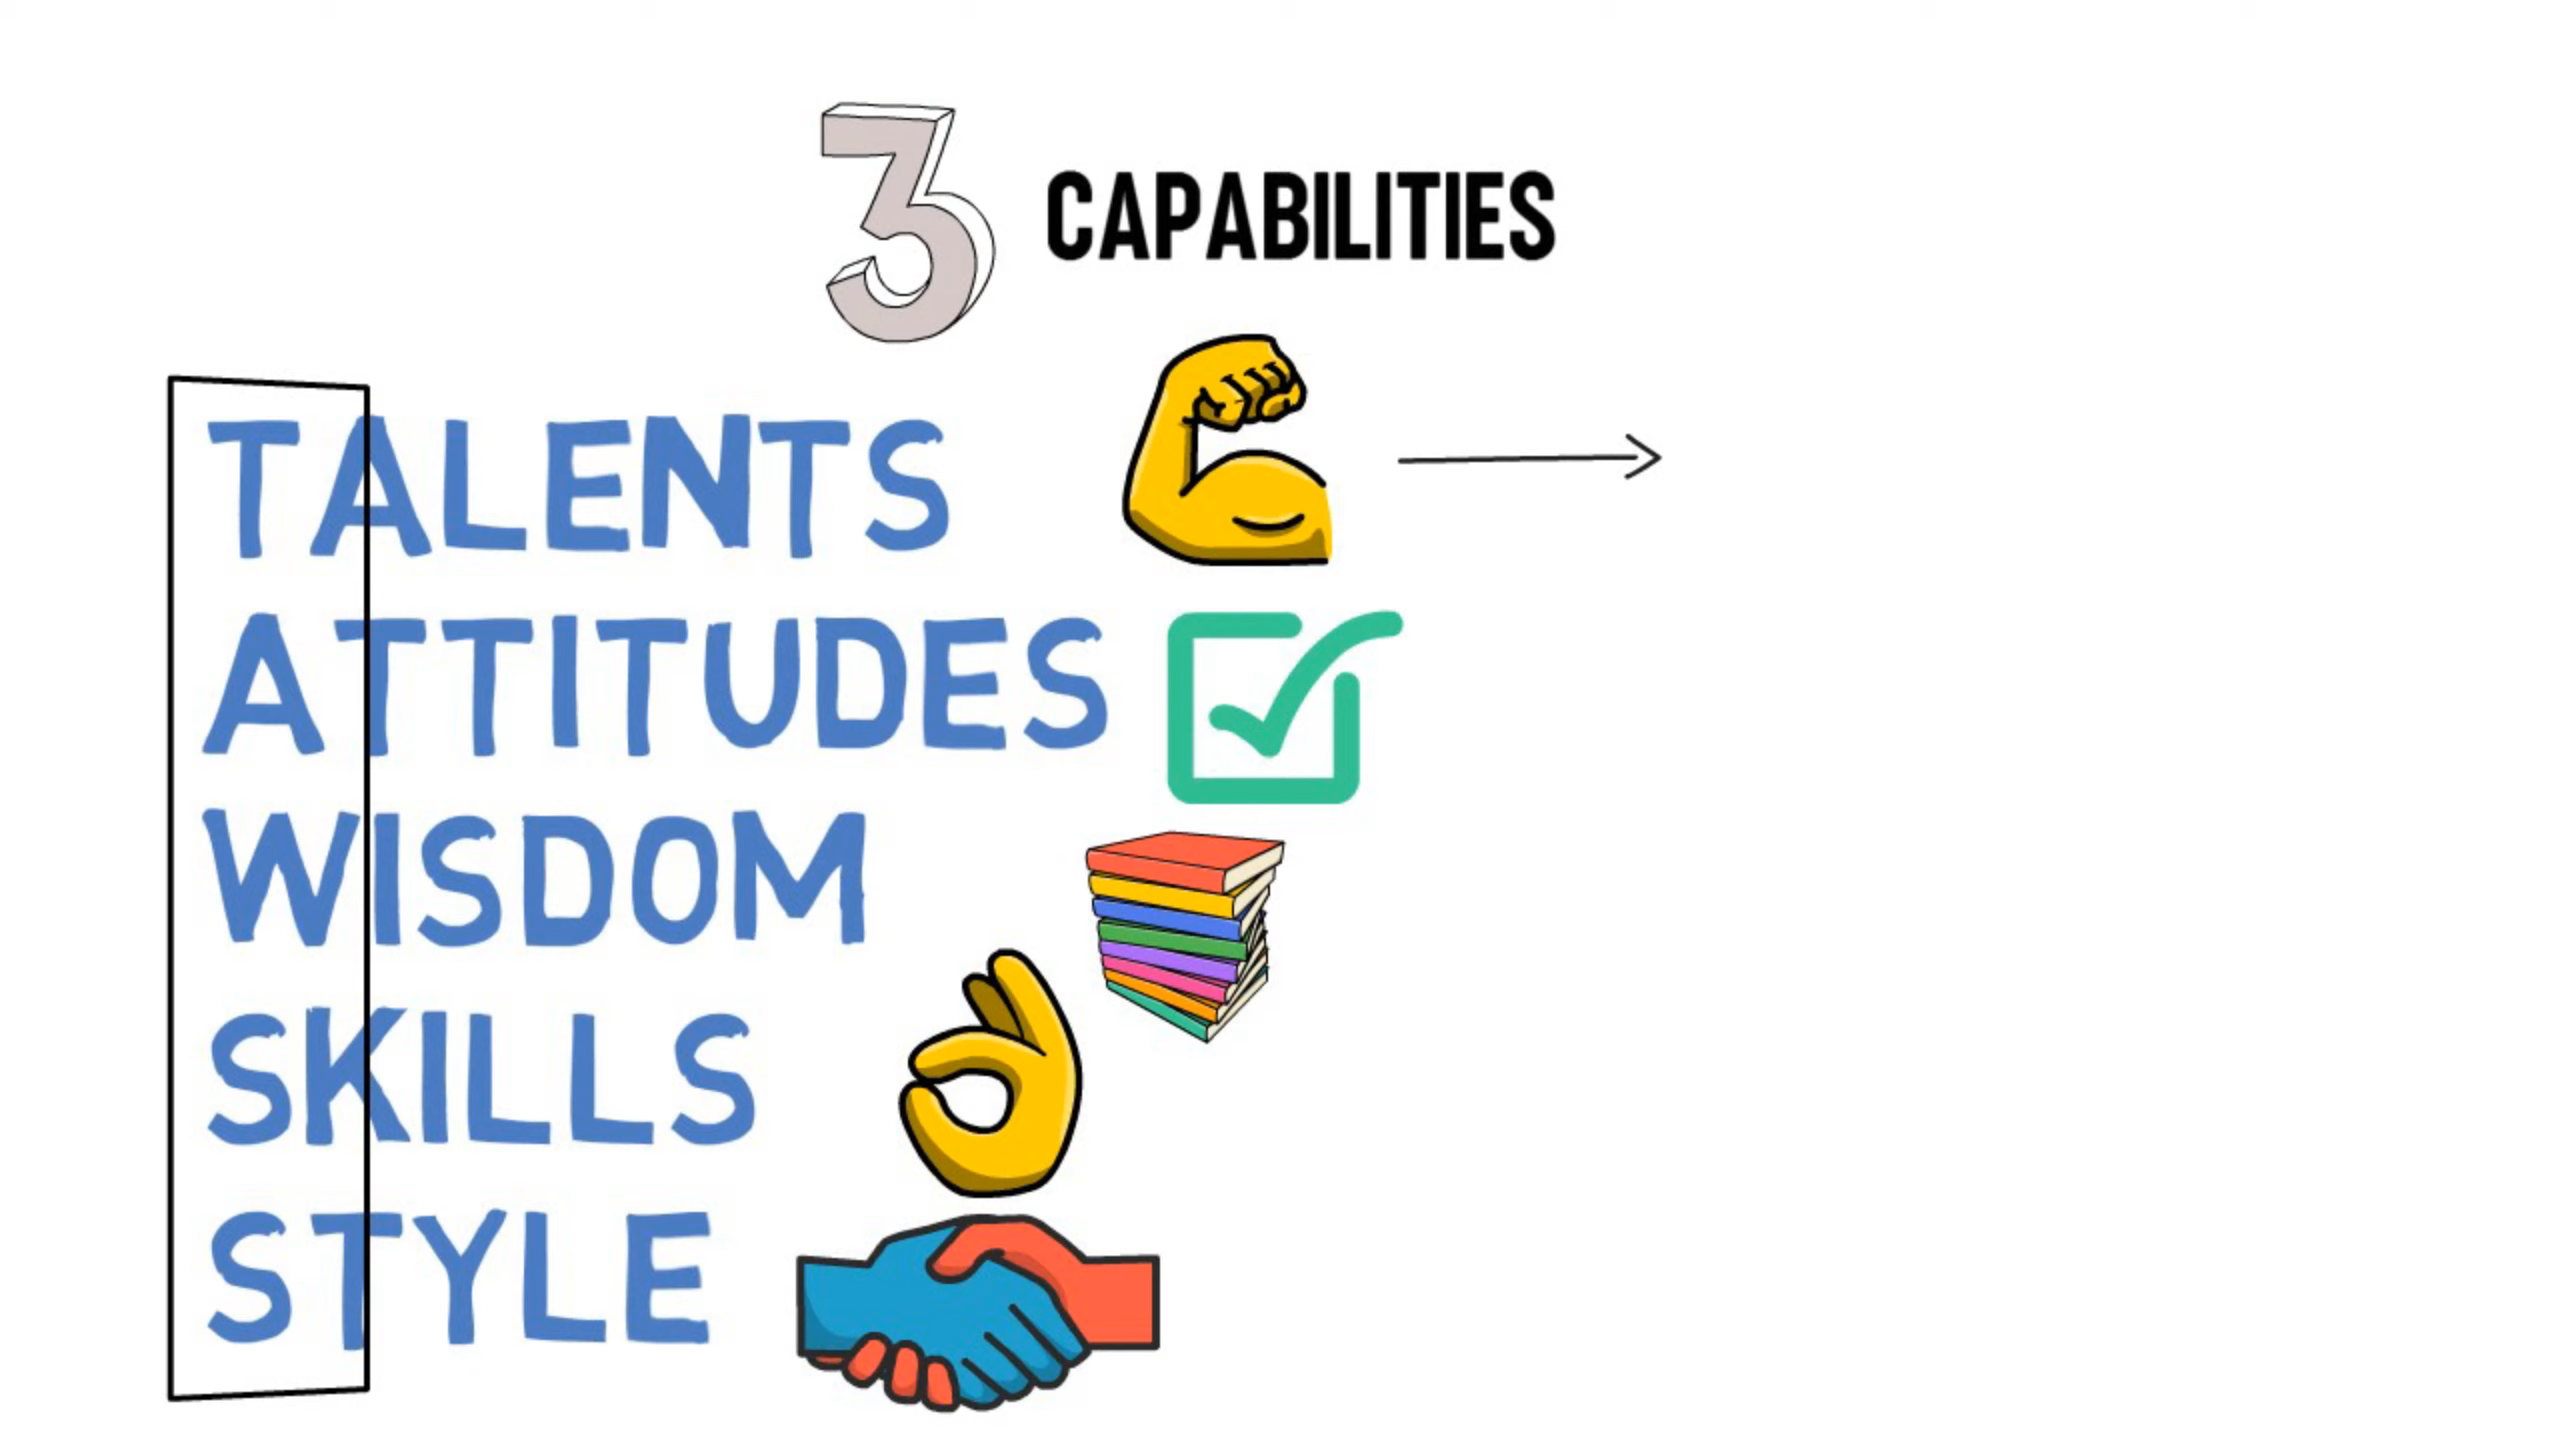 3 CAPABILITIES
TALENTS
ATTITUDES
WISDOM
SKILLS
STYLE